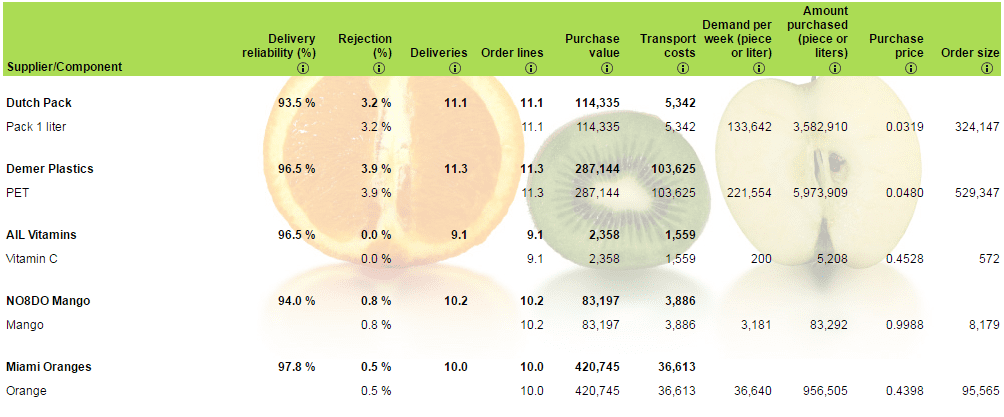 Supplier/Component Delivery reliability (%) Rejection (%) Deliveries Order lines Purchase value Transport costs Demand per week (piece or liter) Amount purchased (piece or liters) Purchase price Order size
Dutch Pack 93.5 % 3.2 % 11.1 11.1 114,335 5,342
Pack 1 liter 3.2 % 11.1 114,335 5,342 133,642 3,582,910 0.0319 324,147
Demer Plastics 96.5 % 3.9 % 11.3 11.3 287,144 103,625
PET 3.9 % 11.3 287,144 103,625 221,554 5,973,909 0.0480 529,347
AIL Vitamins 96.5 % 0.0 % 9.1 9.1 2,358 1,559
Vitamin C 0.0 % 9.1 2,358 1,559 200 5,208 0.4528 572
NO8DO Mango 94.0 % 0.8 % 10.2 10.2 83,197 3,886
Mango 0.8 % 10.2 83,197 3,886 3,181 83,292 0.9988 8,179
Miami Oranges 97.8 % 0.5 % 10.0 10.0 420,745 36,613
Orange 0.5 % 10.0 420,745 36,613 36,640 956,505 0.4398 95,565